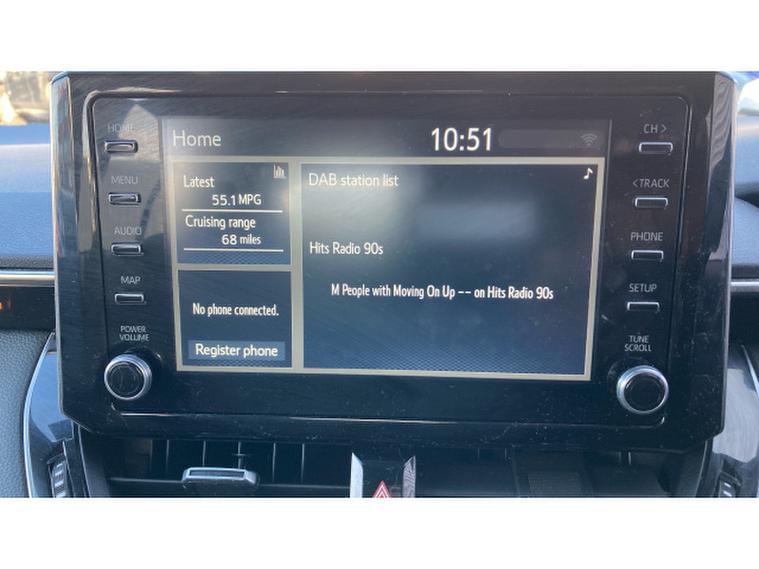 HOME
MENU
AUDIO
MAP
POWER
VOLUME
Home
10:51
Latest
55.1 MPG
Cruising range
68 miles
No phone connected.
Register phone
DAB station list
Hits Radio 90s
M People with Moving On Up -- on Hits Radio 90s
CH >
< TRACK
PHONE
SETUP
TUNE
SCROLL